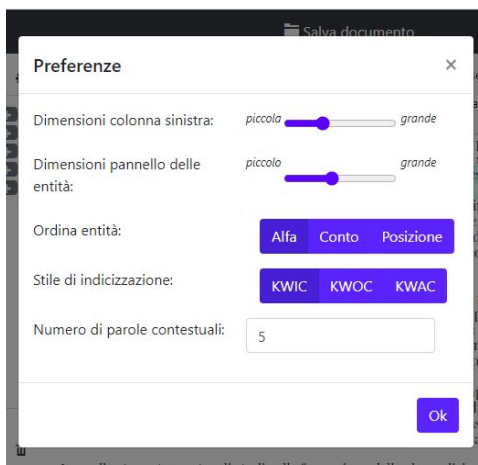 Salva documento
Preferenze ×
Dimensioni colonna sinistra: piccola grande
Dimensioni pannello delle piccolo grande
entità:
Ordina entità: Alfa Conto Posizione
Stile di indicizzazione: KWIC KWOC KWAC
Numero di parole contestuali: 5
Ok